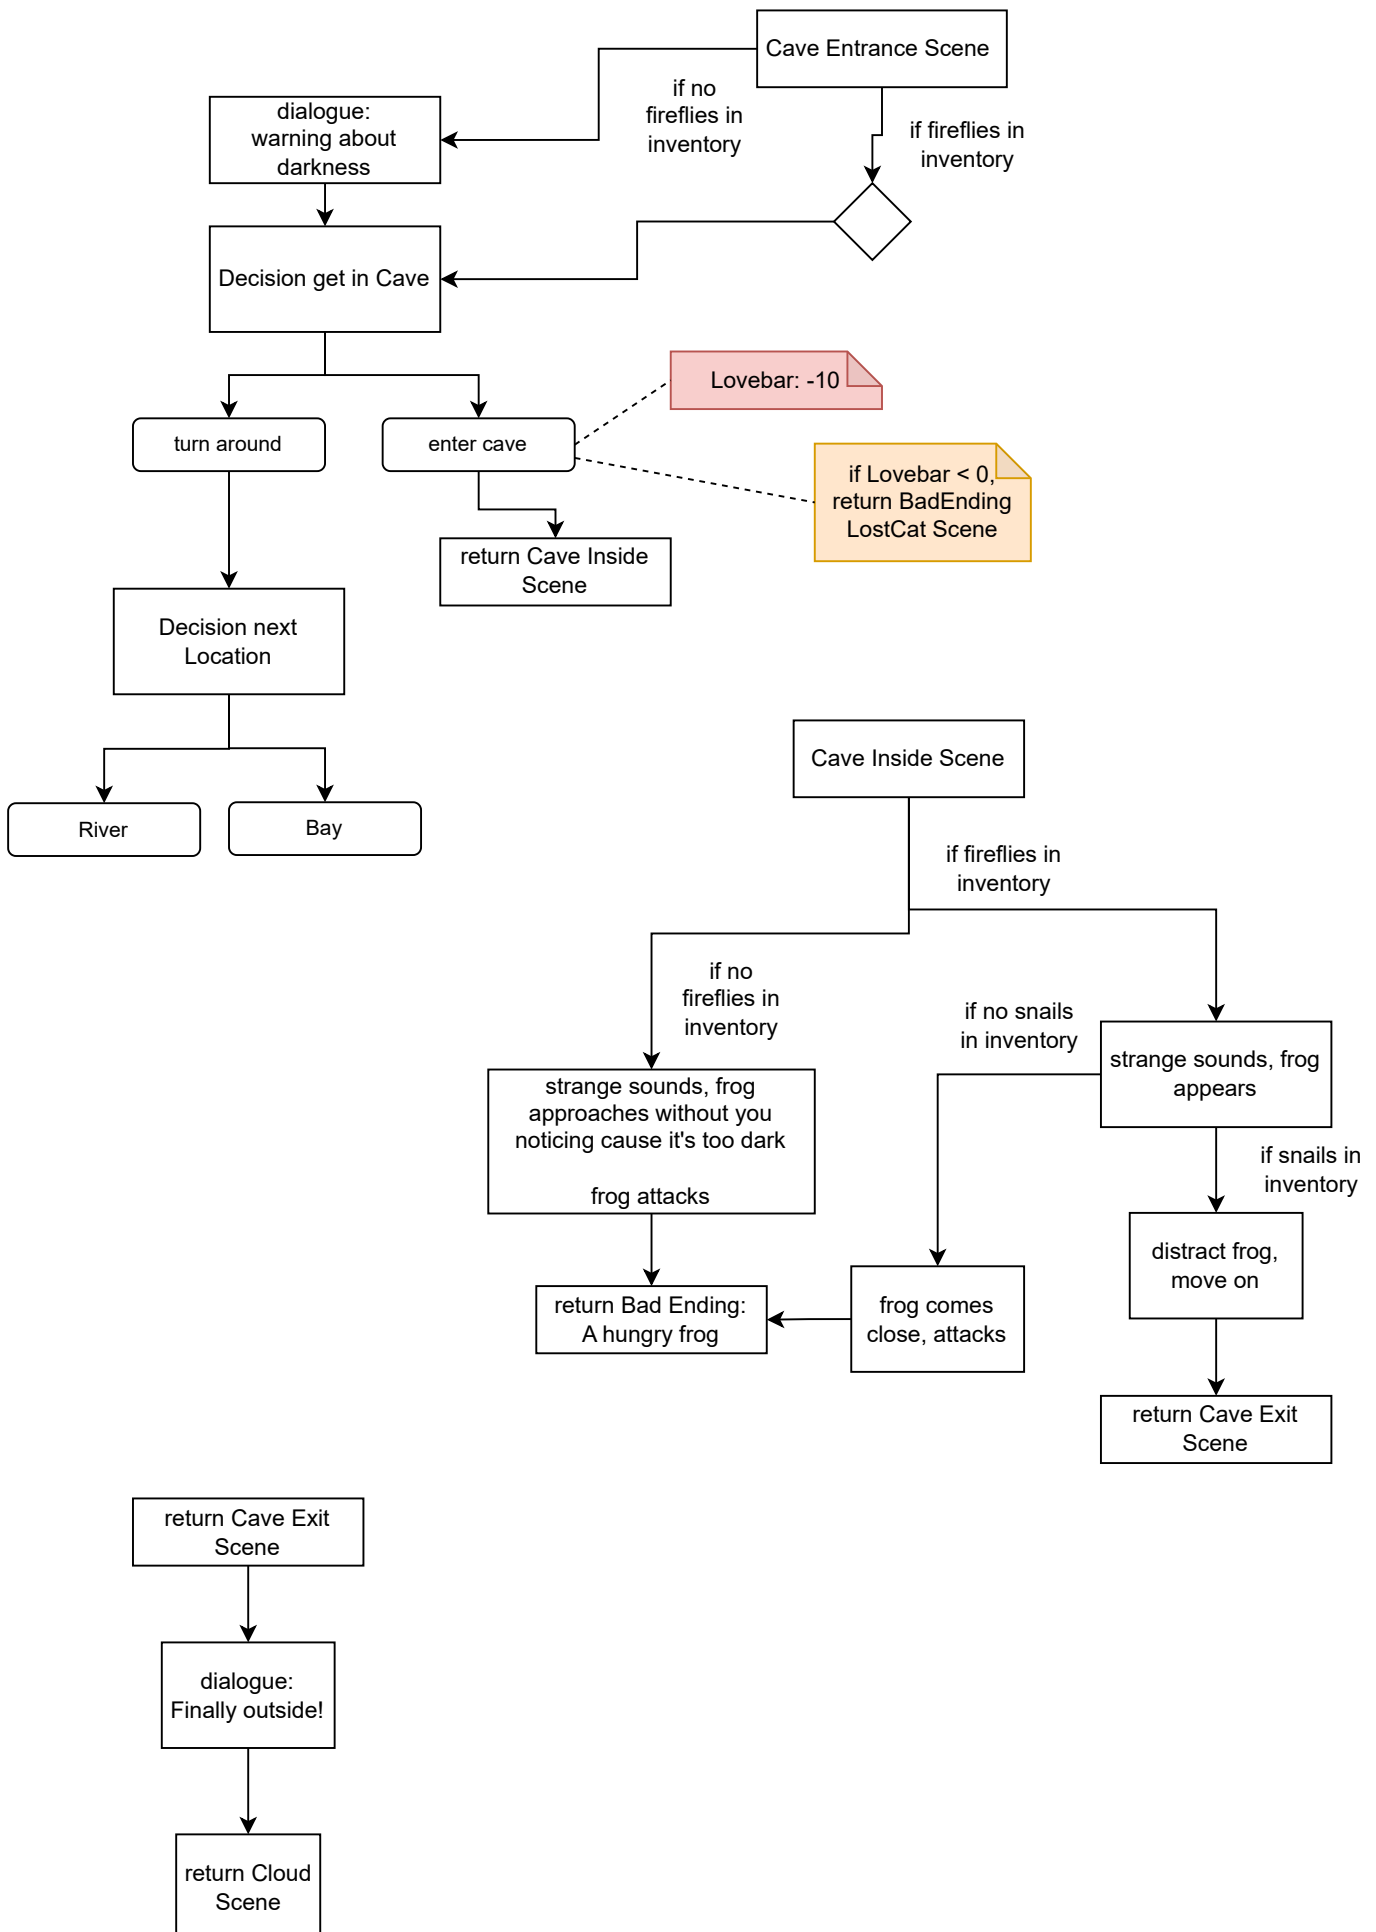 Cave Entrance Scene
if no
fireflies in
inventory
if fireflies in
inventory
dialogue:
warning about
darkness
Decision get in Cave
Lovebar: -10
turn around
enter cave
if Lovebar < 0,
return BadEnding
LostCat Scene
return Cave Inside
Scene
Decision next
Location
River
Bay
Cave Inside Scene
if fireflies in
inventory
if no
fireflies in
inventory
if no snails
in inventory
strange sounds, frog
appears
strange sounds, frog
approaches without you
noticing cause it's too dark
frog attacks
if snails in
inventory
distract frog,
move on
return Bad Ending:
A hungry frog
frog comes
close, attacks
return Cave Exit
Scene
return Cave Exit
Scene
dialogue:
Finally outside!
return Cloud
Scene